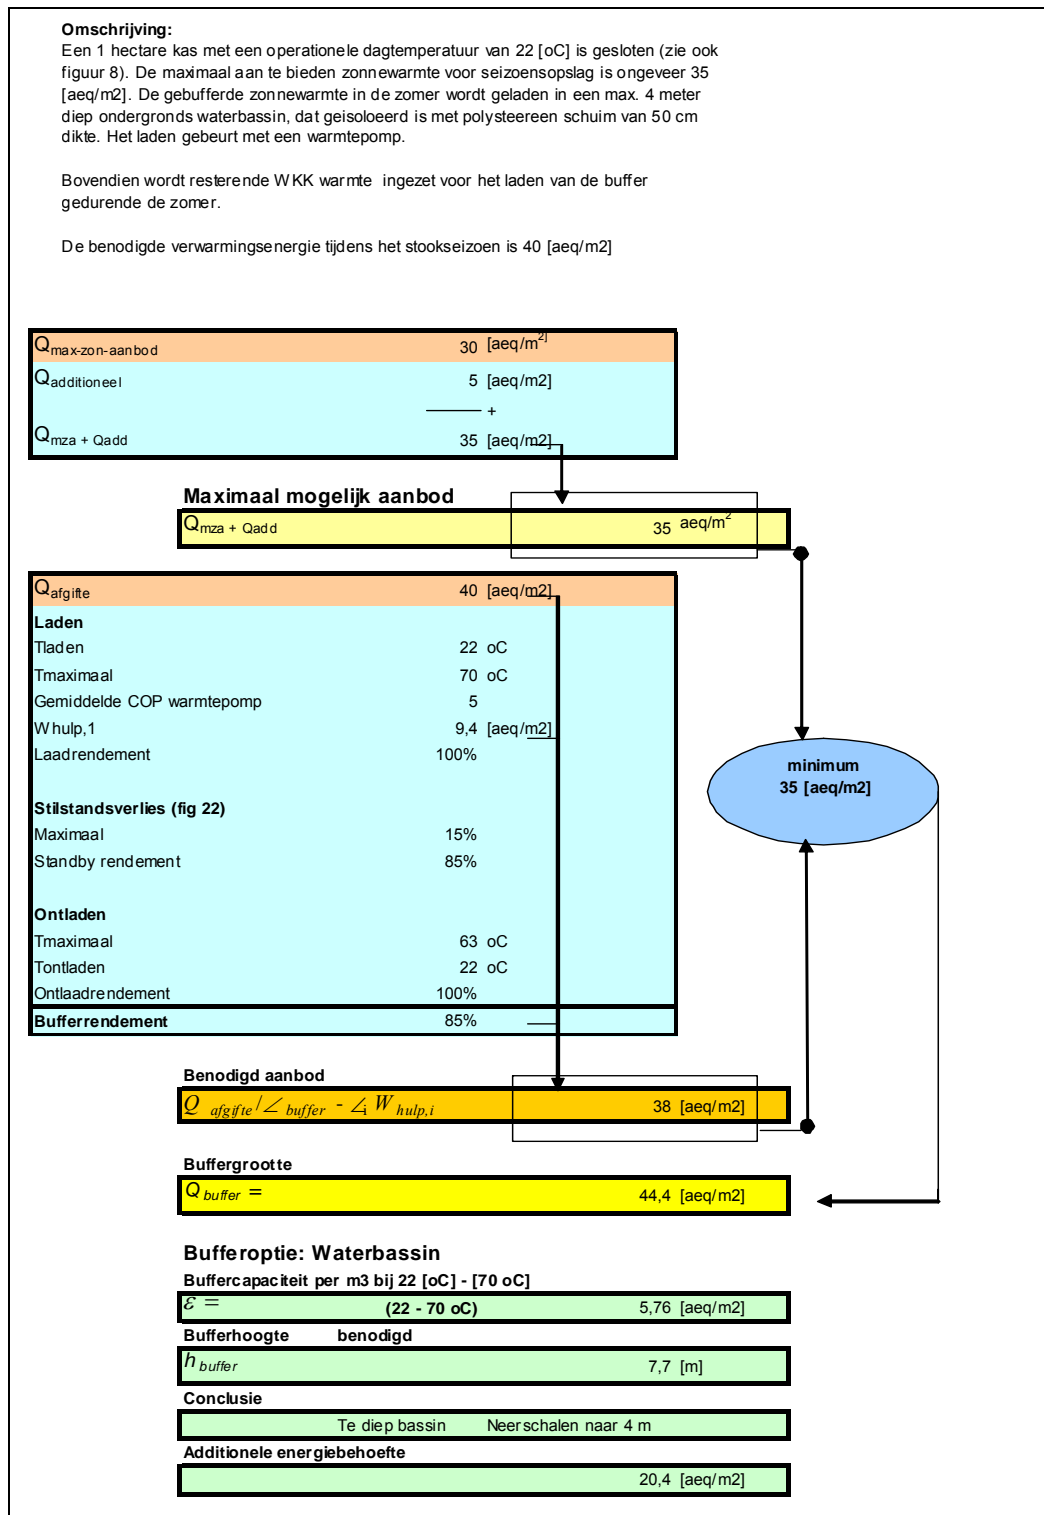 Omschrijving:
Een 1 hectare kas met een operationele dagtemperatuur van 22 [oC] is gesloten (zie ook
figuur 8). De maximaal aan te bieden zonnewarmte voor seizoensopslag is ongeveer 35
[aeq/m2]. De gebufferde zonnewarmte in de zomer wordt geladen in een max. 4 meter
diep ondergronds waterbassin, dat geisoloerd is met polystereen schuim van 50 cm
dikte. Het laden gebeurt met een warmtepomp.
Bovendien wordt resterende WKK warmte ingezet voor het laden van de buffer
gedurende de zomer.
De benodigde verwarmingsenergie tijdens het stookseizoen is 40 [aeq/m2]
Qmax-zon-aanbod 30 [aeq/m2]
Qadditioneel 5 [aeq/m2]
+
Qmza + Qadd 35 [aeq/m2]
Maximaal mogelijk aanbod
Qmza + Qadd 35 aeq/m2
Qafgifte 40 [aeq/m2]
Laden
Tladen 22 oC
Tmaximaal 70 oC
Gemiddelde COP warmtepomp 5
Whulp,1 9,4 [aeq/m2]
Laadrendement 100%
minimum
35 [aeq/m2]
Stilstandsverlies (fig 22)
Maximaal 15%
Standby rendement 85%
Ontladen
Tmaximaal 63 oC
Tontladen 22 oC
Ontlaadrendement 100%
Bufferrendement 85%
Benodigd aanbod
Q afgifte / ∠ buffer - ∠i W hulp,i 38 [aeq/m2]
Buffergrootte
Q buffer = 44,4 [aeq/m2]
Bufferoptie: Waterbassin
Buffercapaciteit per m3 bij 22 [oC] - [70 oC]
ε = (22 - 70 oC) 5,76 [aeq/m2]
Bufferhoogte benodigd
h buffer 7,7 [m]
Conclusie
Te diep bassin Neerschalen naar 4 m
Additionele energiebehoefte
20,4 [aeq/m2]